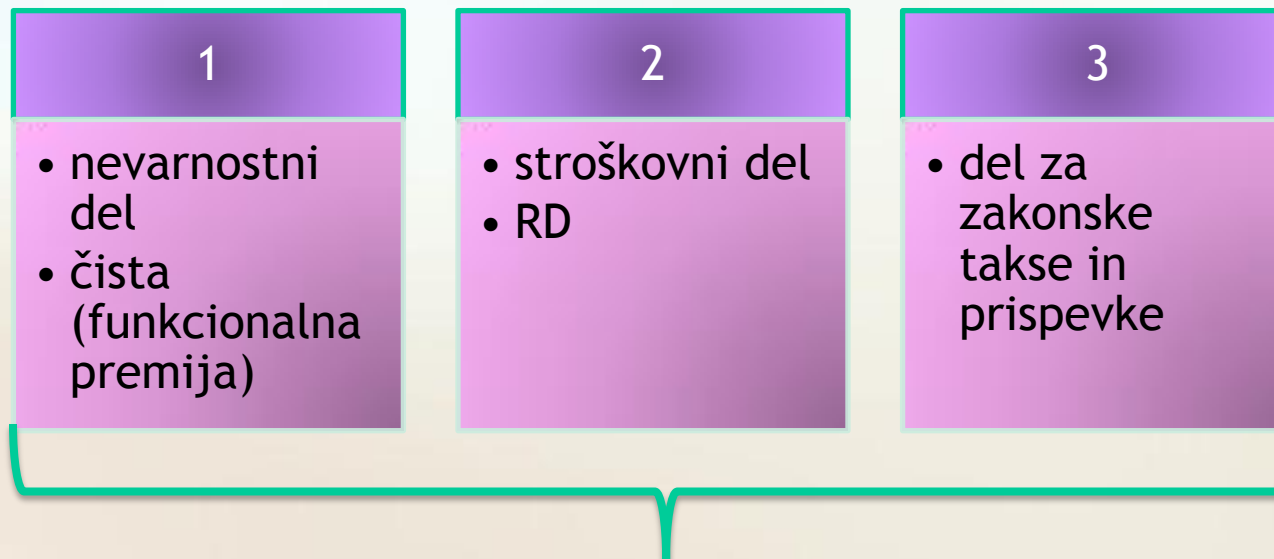 1
• nevarnostni
del
• čista
(funkcionalna
premija)
2
• stroškovni del
• RD
3
• del za
zakonske
takse in
prispevke